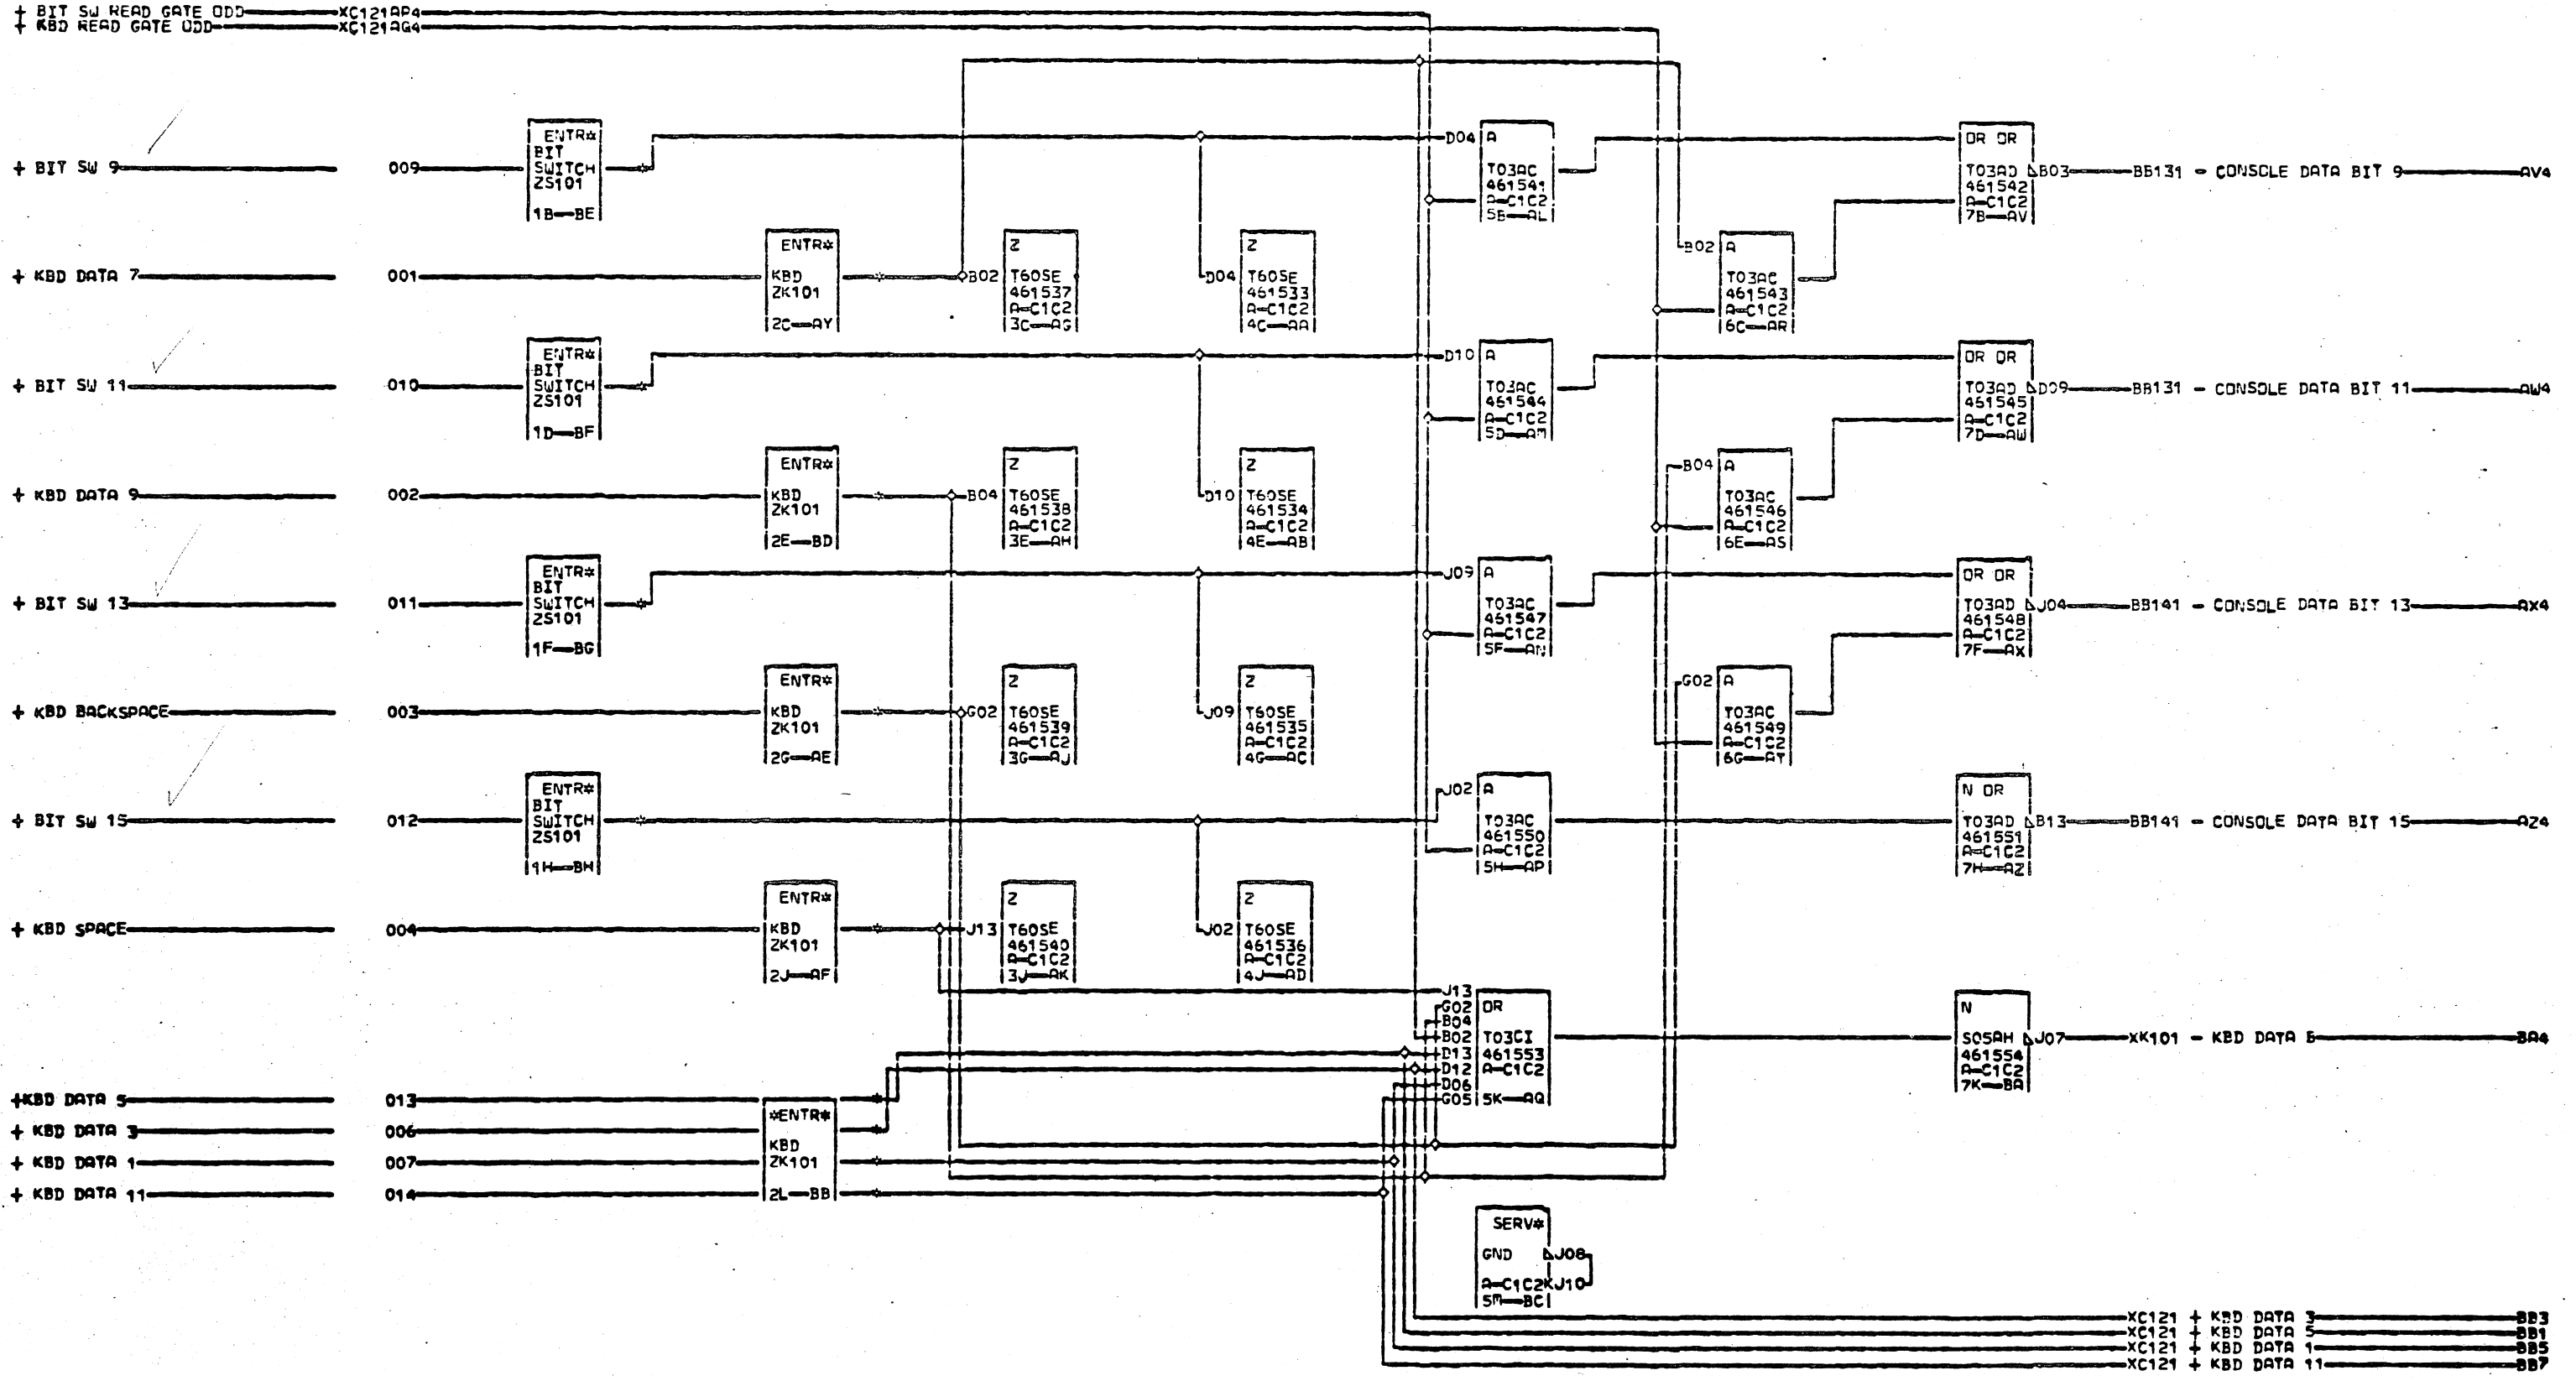 + BIT SW READ GATE ODD XC121AP4
+ KBD READ GATE ODD XC121AG4
+ BIT SW 9 009
ENTR*
BIT
SWITCH
ZS101
1B BE
D04 A
T03AC
461541
A-C1C2
5B AL
OR OR
T03AD B03 BB131 - CONSOLE DATA BIT 9 AV4
461542
A-C1C2
7B AV
+ KBD DATA 7 001
ENTR*
KBD
ZK101
2C AY
B02 Z
T60SE
461537
A-C1C2
3C AG
D04 Z
T60SE
461533
A-C1C2
4C AA
B02 A
T03AC
461543
A-C1C2
6C AR
+ BIT SW 11 010
ENTR*
BIT
SWITCH
ZS101
1D BF
D10 A
T03AC
461544
A-C1C2
5D AM
OR OR
T03AD D09 BB131 - CONSOLE DATA BIT 11 AW4
461545
A-C1C2
7D AW
+ KBD DATA 9 002
ENTR*
KBD
ZK101
2E BD
B04 Z
T60SE
461538
A-C1C2
3E AH
D10 Z
T60SE
461534
A-C1C2
4E AB
B04 A
T03AC
461546
A-C1C2
6E AS
+ BIT SW 13 011
ENTR*
BIT
SWITCH
ZS101
1F BG
J09 A
T03AC
461547
A-C1C2
5F AN
OR OR
T03AD J04 BB141 - CONSOLE DATA BIT 13 AX4
461548
A-C1C2
7F AX
+ KBD BACKSPACE 003
ENTR*
KBD
ZK101
2G AE
G02 Z
T60SE
461539
A-C1C2
3G AJ
J09 Z
T60SE
461535
A-C1C2
4G AC
G02 A
T03AC
461549
A-C1C2
6G AT
+ BIT SW 15 012
ENTR*
BIT
SWITCH
ZS101
1H BH
J02 A
T03AC
461550
A-C1C2
5H AP
N OR
T03AD B13 BB141 - CONSOLE DATA BIT 15 AZ4
461551
A-C1C2
7H AZ
+ KBD SPACE 004
ENTR*
KBD
ZK101
2J AF
J13 Z
T60SE
461540
A-C1C2
3J AK
J02 Z
T60SE
461536
A-C1C2
4J AD
J13
G02 OR
B04
B02 T03CI
D13 461553
D12 A-C1C2
D06
G05 5K AQ
N
S05AH J07 XK101 - KBD DATA 6 BA4
461554
A-C1C2
7K BA
+KBD DATA 5 013
+ KBD DATA 3 006
+ KBD DATA 1 007
+ KBD DATA 11 014
*ENTR*
KBD
ZK101
2L BB
SERV*
GND J08
A-C1C2 J10
5M BC
XC121 + KBD DATA 3 BB3
XC121 + KBD DATA 5 BB1
XC121 + KBD DATA 1 BB5
XC121 + KBD DATA 11 BB7